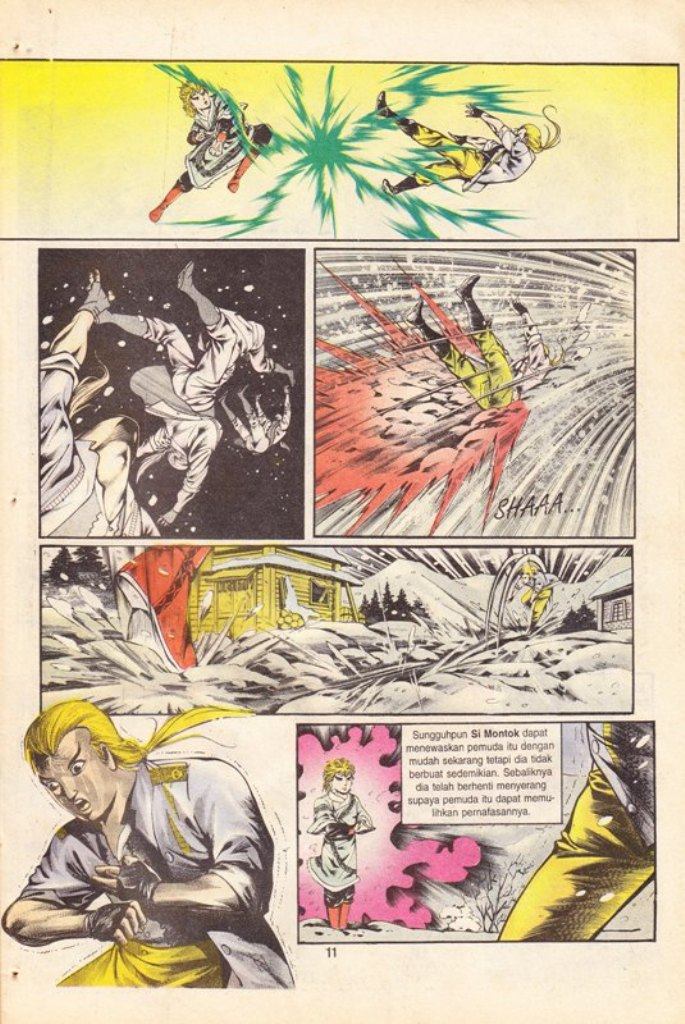 SHAAA...
Sungguhpun Si Montok dapat
menewaskan pemuda itu dengan
mudah sekarang tetapi dia tidak
berbuat sedemikian. Sebaliknya
dia telah berhenti menyerang
supaya pemuda itu dapat memu-
lihkan pernafasannya.
11